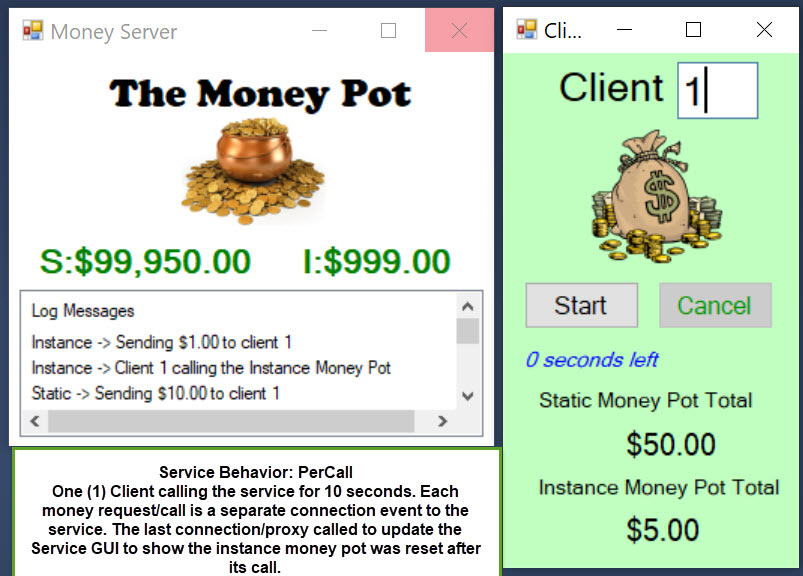 Money Server
The Money Pot
S:$99,950.00 I:$999.00
Log Messages
Instance -> Sending $1.00 to client 1
Instance -> Client 1 calling the Instance Money Pot
Static -> Sending $10.00 to client 1
Service Behavior: PerCall
One (1) Client calling the service for 10 seconds. Each
money request/call is a separate connection event to the
service. The last connection/proxy called to update the
Service GUI to show the instance money pot was reset after
its call.
Cli...
Client 1
$
Start Cancel
0 seconds left
Static Money Pot Total
$50.00
Instance Money Pot Total
$5.00